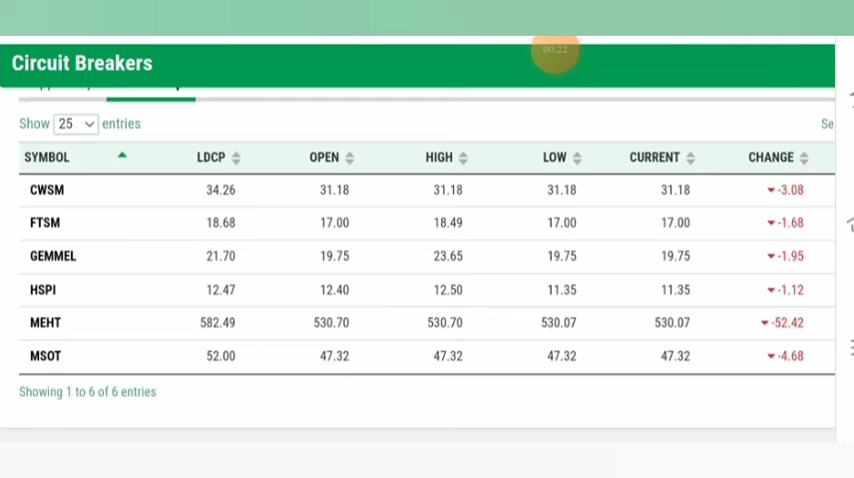 00:22
Circuit Breakers
Show 25 entries
Se
SYMBOL LDCP OPEN HIGH LOW CURRENT CHANGE
CWSM 34.26 31.18 31.18 31.18 31.18 -3.08
FTSM 18.68 17.00 18.49 17.00 17.00 -1.68
GEMMEL 21.70 19.75 23.65 19.75 19.75 -1.95
HSPI 12.47 12.40 12.50 11.35 11.35 -1.12
MEHT 582.49 530.70 530.70 530.07 530.07 -52.42
MSOT 52.00 47.32 47.32 47.32 47.32 -4.68
Showing 1 to 6 of 6 entries